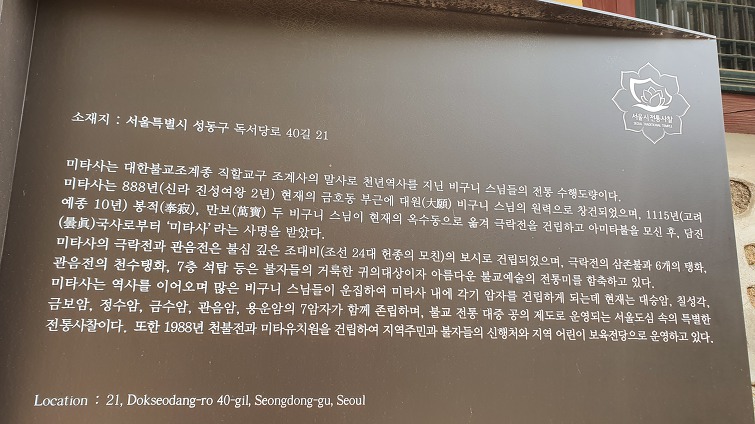 서울시전통사찰
SEOUL TRADITIONAL TEMPLE
소재지 : 서울특별시 성동구 독서당로 40길 21
미타사는 대한불교조계종 직할교구 조계사의 말사로 천년역사를 지닌 비구니 스님들의 전통 수행도량이다.
미타사는 888년(신라 진성여왕 2년) 현재의 금호동 부근에 대원(大願) 비구니 스님의 원력으로 창건되었으며, 1115년(고려
예종 10년) 봉적(奉寂), 만보(萬寶) 두 비구니 스님이 현재의 옥수동으로 옮겨 극락전을 건립하고 아미타불을 모신 후, 담진
(曇眞)국사로부터 ‘미타사’라는 사명을 받았다.
미타사의 극락전과 관음전은 불심 깊은 조대비(조선 24대 헌종의 모친)의 보시로 건립되었으며, 극락전의 삼존불과 6개의 탱화,
관음전의 천수탱화, 7층 석탑 등은 불자들의 거룩한 귀의대상이자 아름다운 불교예술의 전통미를 함축하고 있다.
미타사는 역사를 이어오며 많은 비구니 스님들이 운집하여 미타사 내에 각기 암자를 건립하게 되는데 현재는 대승암, 칠성각,
금보암, 정수암, 금수암, 관음암, 용운암의 7암자가 함께 존립하며, 불교 전통 대중 공의 제도로 운영되는 서울도심 속의 특별한
전통사찰이다. 또한 1988년 천불전과 미타유치원을 건립하여 지역주민과 불자들의 신행처와 지역 어린이 보육전당으로 운영하고 있다.
Location : 21, Dokseodang-ro 40-gil, Seongdong-gu, Seoul